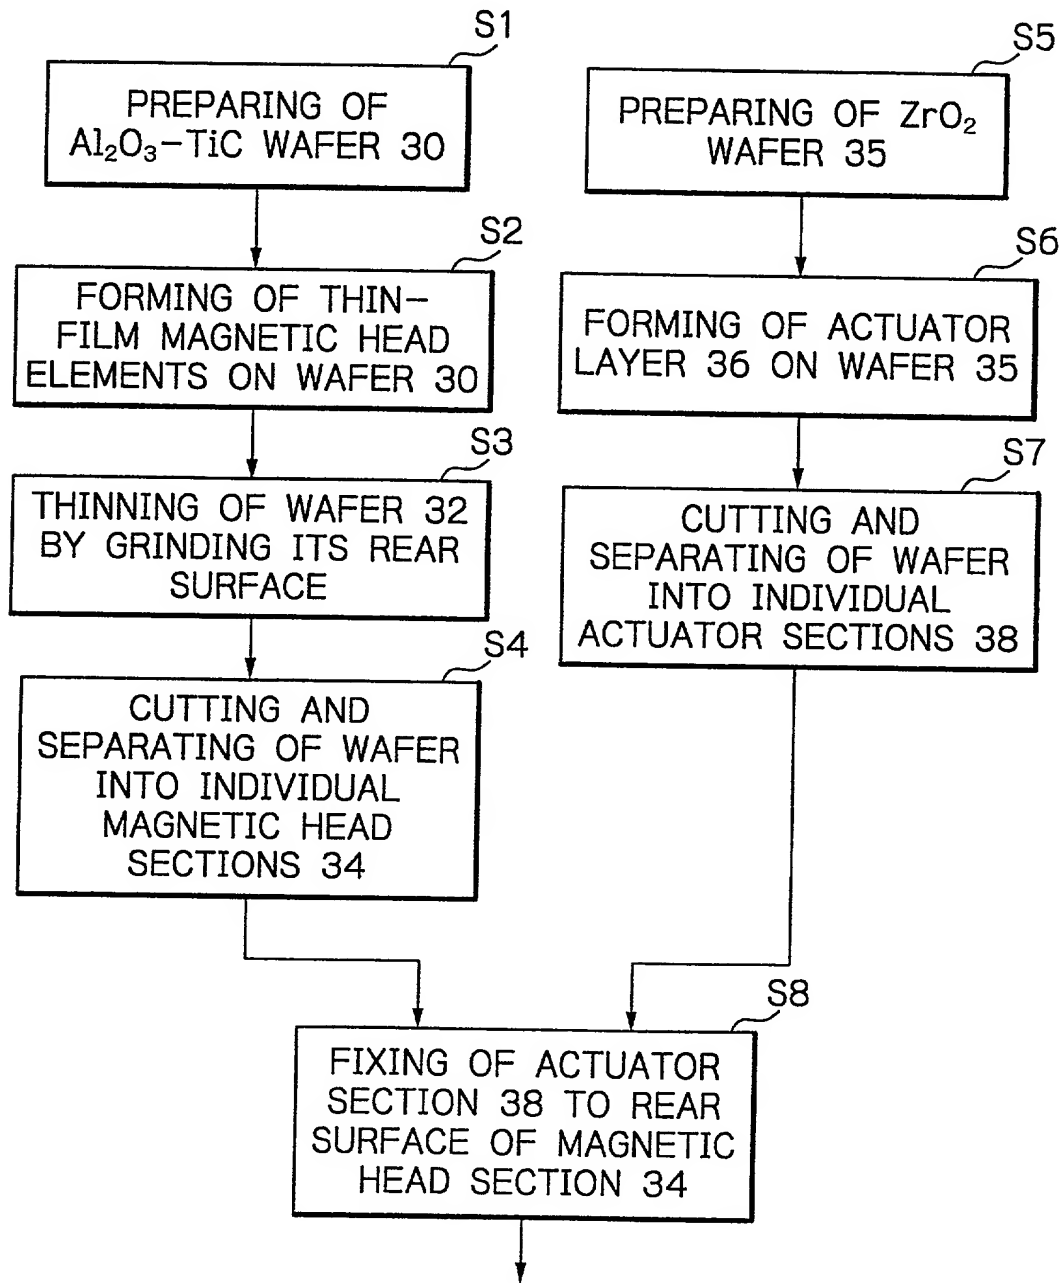 S1
PREPARING OF
Al₂O₃-TiC WAFER 30
S2
FORMING OF THIN-
FILM MAGNETIC HEAD
ELEMENTS ON WAFER 30
S3
THINNING OF WAFER 32
BY GRINDING ITS REAR
SURFACE
S4
CUTTING AND
SEPARATING OF WAFER
INTO INDIVIDUAL
MAGNETIC HEAD
SECTIONS 34
S5
PREPARING OF ZrO₂
WAFER 35
S6
FORMING OF ACTUATOR
LAYER 36 ON WAFER 35
S7
CUTTING AND
SEPARATING OF WAFER
INTO INDIVIDUAL
ACTUATOR SECTIONS 38
S8
FIXING OF ACTUATOR
SECTION 38 TO REAR
SURFACE OF MAGNETIC
HEAD SECTION 34